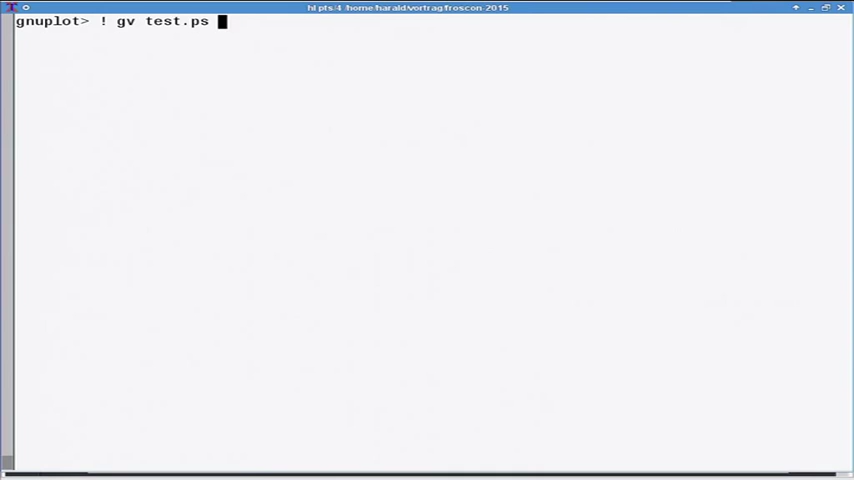 hl pts/4 /home/harald/vortrag/froscon-2015
gnuplot> ! gv test.ps